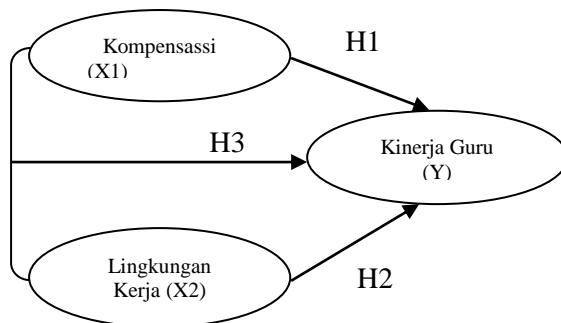 Kompensassi
(X1)
H1
H3
Kinerja Guru
(Y)
Lingkungan
Kerja (X2)
H2